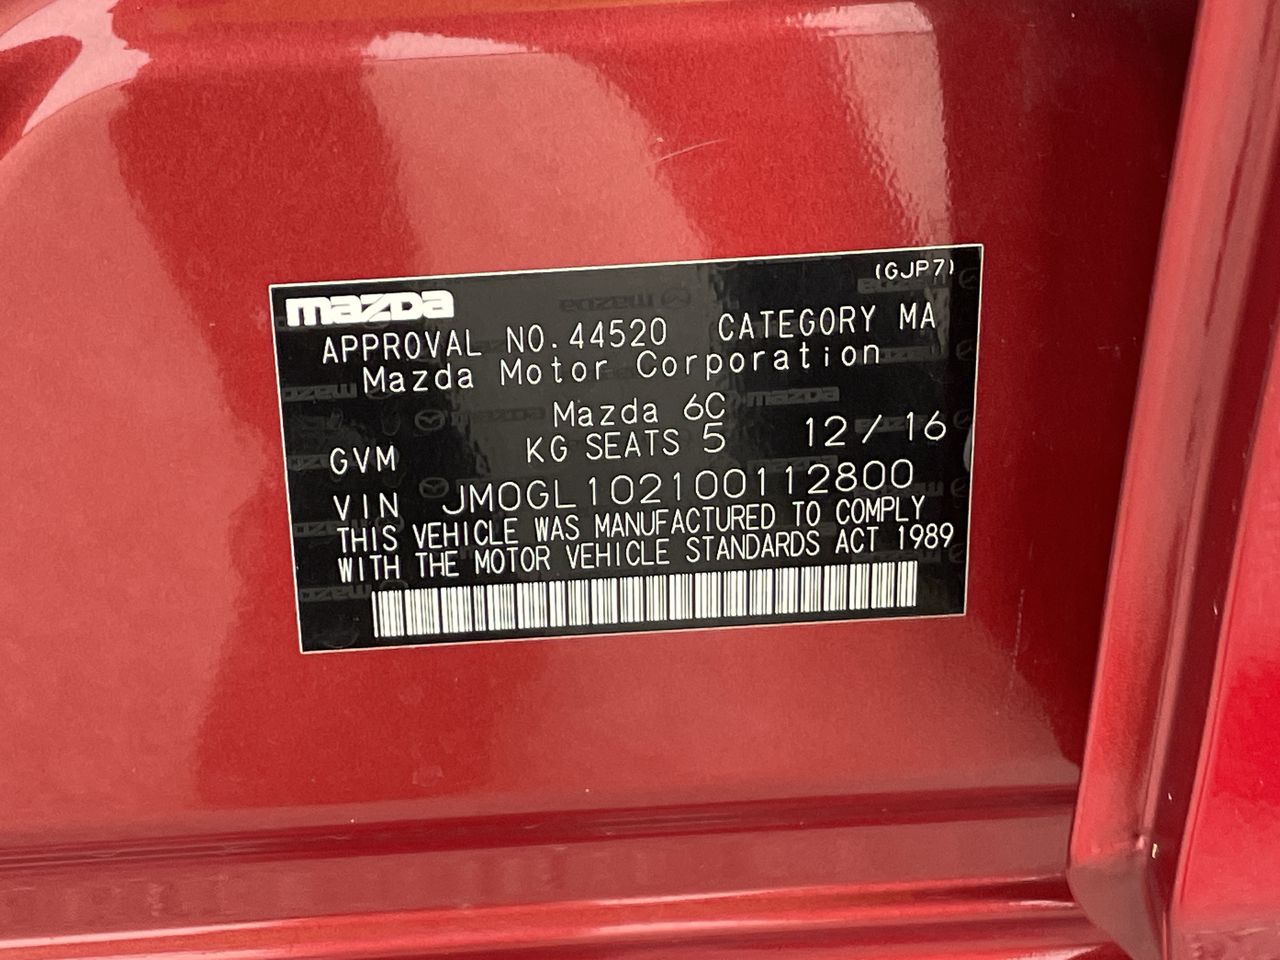 mazda
(GJP7)
APPROVAL NO. 44520 CATEGORY MA
Mazda Motor Corporation
Mazda 6C
GVM KG SEATS 5 12/16
VIN JM0GL102100112800
THIS VEHICLE WAS MANUFACTURED TO COMPLY
WITH THE MOTOR VEHICLE STANDARDS ACT 1989